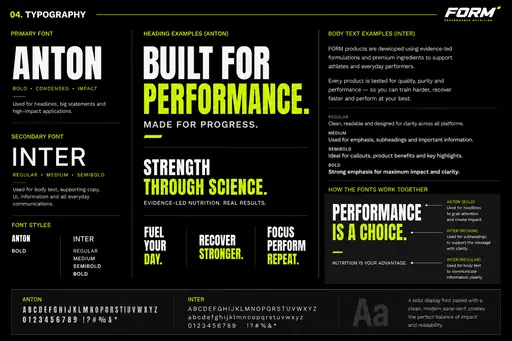 04. TYPOGRAPHY
FORM
PERFORMANCE NUTRITION
PRIMARY FONT
ANTON
BOLD • CONDENSED • IMPACT
Used for headlines, big statements and
high-impact applications.
SECONDARY FONT
INTER
REGULAR • MEDIUM • SEMIBOLD
Used for body text, supporting copy,
UI, information and all everyday
communications.
FONT STYLES
ANTON
BOLD
INTER
REGULAR
MEDIUM
SEMIBOLD
BOLD
HEADING EXAMPLES (ANTON)
BUILT FOR
PERFORMANCE.
MADE FOR PROGRESS.
STRENGTH
THROUGH SCIENCE.
EVIDENCE-LED NUTRITION. REAL RESULTS.
FUEL
YOUR
DAY.
RECOVER
STRONGER.
FOCUS
PERFORM
REPEAT.
BODY TEXT EXAMPLES (INTER)
FORM products are developed using evidence-led
formulations and premium ingredients to support
athletes and everyday performers.
Every product is tested for quality, purity and
performance — so you can train harder, recover
faster and perform at your best.
REGULAR
Clean, readable and designed for clarity across all platforms.
MEDIUM
Used for emphasis, subheadings and important information.
SEMIBOLD
Ideal for callouts, product benefits and key highlights.
BOLD
Strong emphasis for maximum impact and clarity.
HOW THE FONTS WORK TOGETHER
PERFORMANCE
IS A CHOICE.
NUTRITION IS YOUR ADVANTAGE.
ANTON (BOLD)
Used for headlines
to grab attention
and create impact.
INTER (MEDIUM)
Used for subheadings
to support the message
with clarity.
INTER (REGULAR)
Used for body text
to communicate
information clearly.
ANTON
ABCDEFGHIJKLMNOPQRSTUVWXYZ
0123456789 !?#%&*
INTER
ABCDEFGHIJKLMNOPQRSTUVWXYZ
abcdefghijklmnopqrstuvwxyz
0123456789 !?#%&*
Aa
A bold display font paired with a
clean, modern sans-serif creates
the perfect balance of impact
and readability.